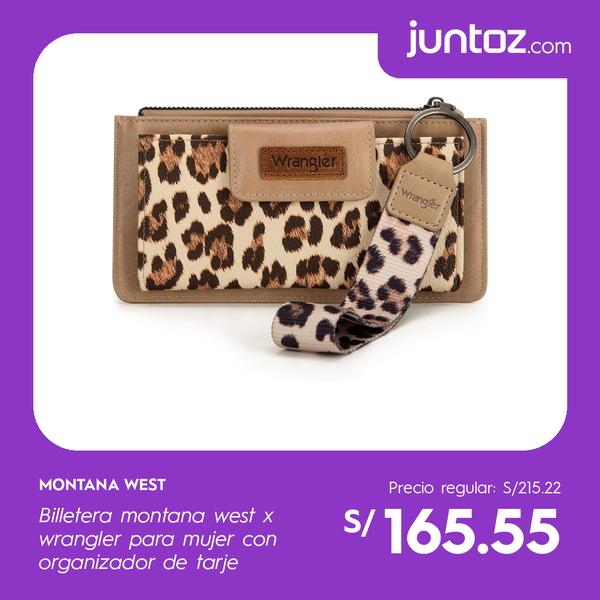 juntoz.com
Wrangler
Wrangler
MONTANA WEST
Billetera montana west x
wrangler para mujer con
organizador de tarje
Precio regular: S/215.22
S/165.55